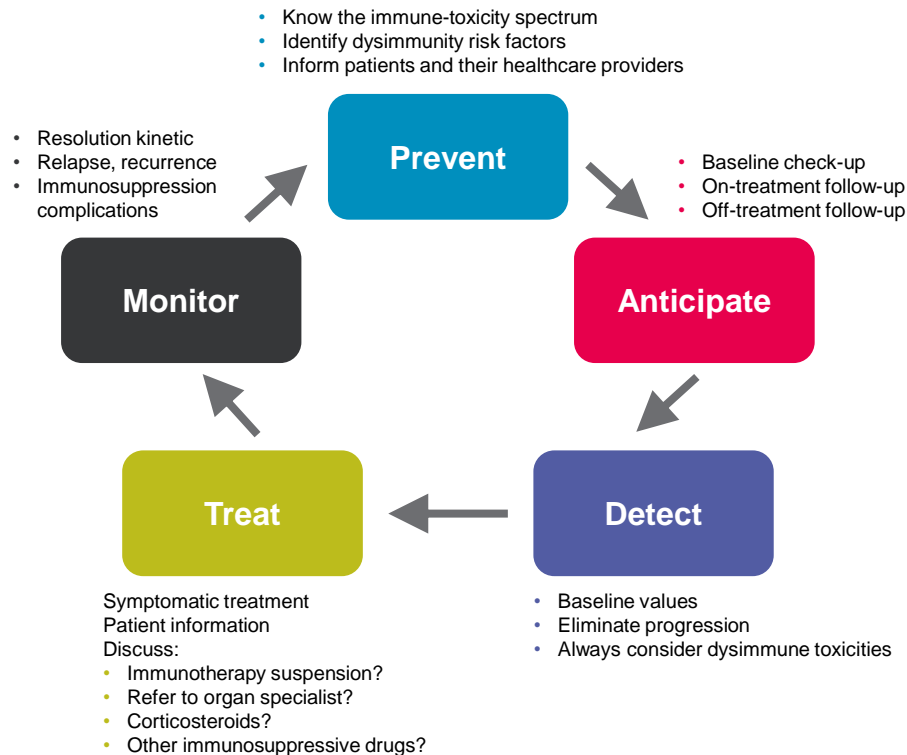 • Know the immune-toxicity spectrum
• Identify dysimmunity risk factors
• Inform patients and their healthcare providers
Prevent
• Baseline check-up
• On-treatment follow-up
• Off-treatment follow-up
Anticipate
Detect
• Baseline values
• Eliminate progression
• Always consider dysimmune toxicities
Treat
Symptomatic treatment
Patient information
Discuss:
• Immunotherapy suspension?
• Refer to organ specialist?
• Corticosteroids?
• Other immunosuppressive drugs?
• Resolution kinetic
• Relapse, recurrence
• Immunosuppression
complications
Monitor